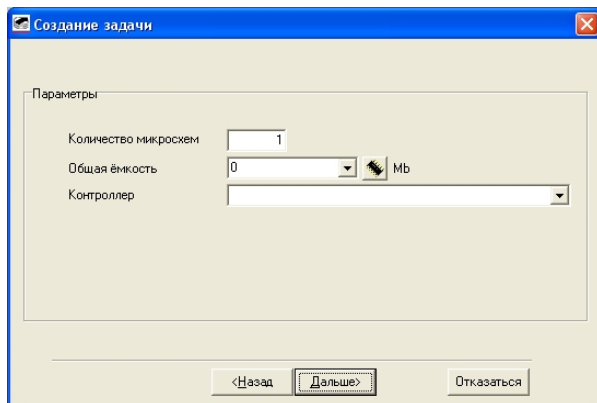 Создание задачи
Параметры
Количество микросхем 1
Общая ёмкость 0 Mb
Контроллер
<Назад Дальше> Отказаться